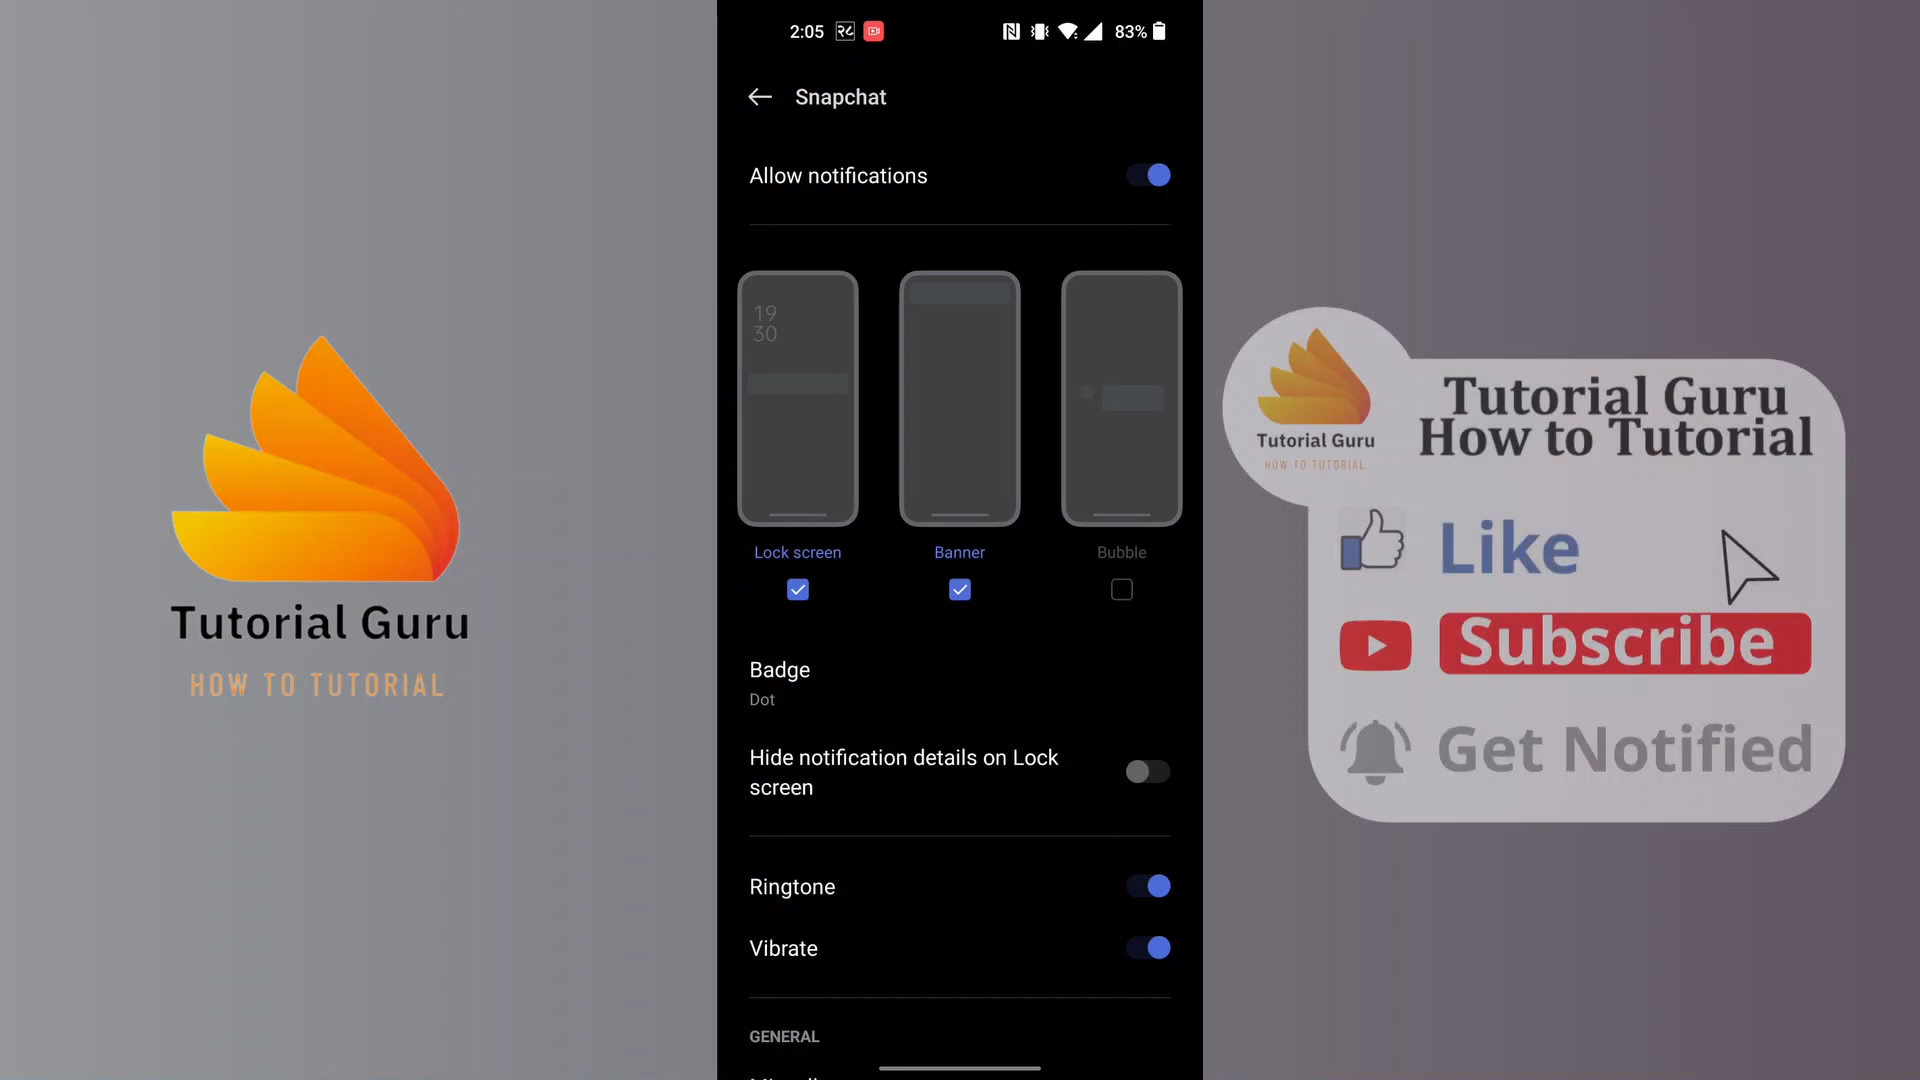 Tutorial Guru
HOW TO TUTORIAL
2:05
83%
Snapchat
Allow notifications
19
30
Lock screen
Banner
Bubble
Badge
Dot
Hide notification details on Lock
screen
Ringtone
Vibrate
GENERAL
Tutorial Guru
HOW TO TUTORIAL
Tutorial Guru
How to Tutorial
Like
Subscribe
Get Notified